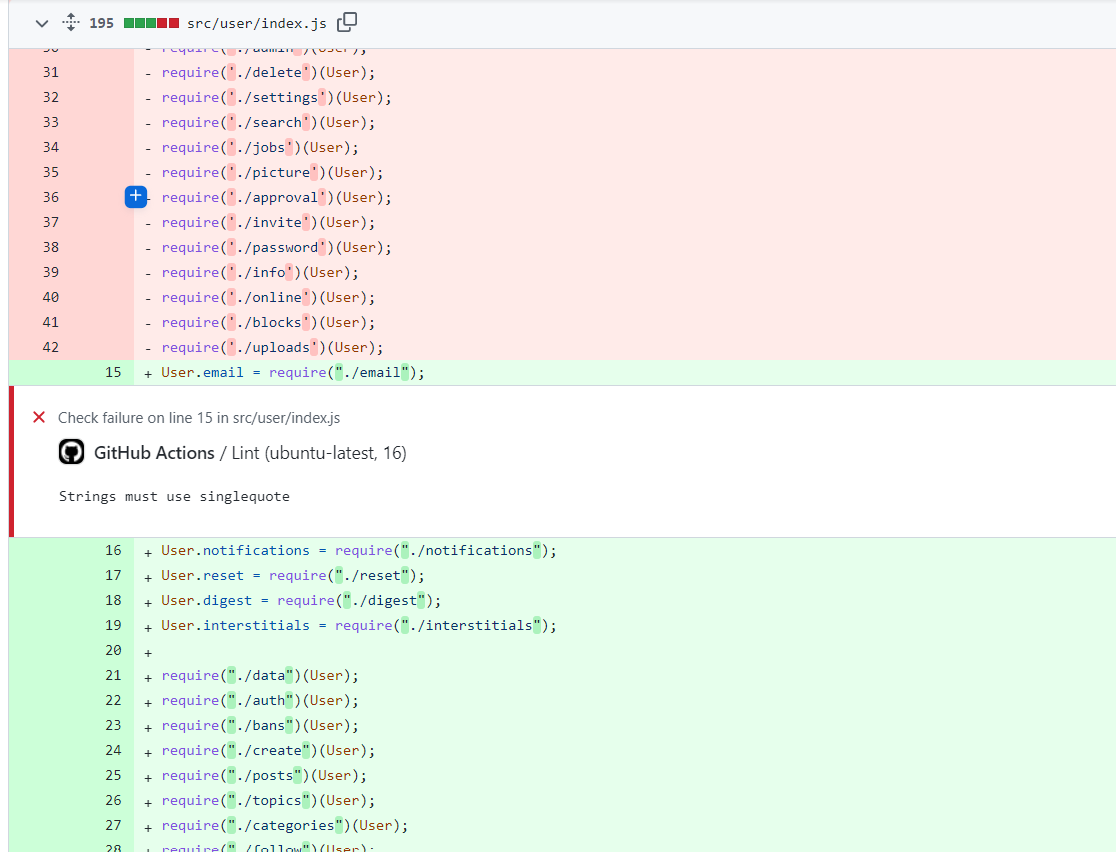 195 src/user/index.js
30 - require('./admin')(User);
31 - require('./delete')(User);
32 - require('./settings')(User);
33 - require('./search')(User);
34 - require('./jobs')(User);
35 - require('./picture')(User);
36 + - require('./approval')(User);
37 - require('./invite')(User);
38 - require('./password')(User);
39 - require('./info')(User);
40 - require('./online')(User);
41 - require('./blocks')(User);
42 - require('./uploads')(User);
15 + User.email = require("./email");
Check failure on line 15 in src/user/index.js
GitHub Actions / Lint (ubuntu-latest, 16)
Strings must use singlequote
16 + User.notifications = require("./notifications");
17 + User.reset = require("./reset");
18 + User.digest = require("./digest");
19 + User.interstitials = require("./interstitials");
20 +
21 + require("./data")(User);
22 + require("./auth")(User);
23 + require("./bans")(User);
24 + require("./create")(User);
25 + require("./posts")(User);
26 + require("./topics")(User);
27 + require("./categories")(User);
28 + require("./follow")(User);